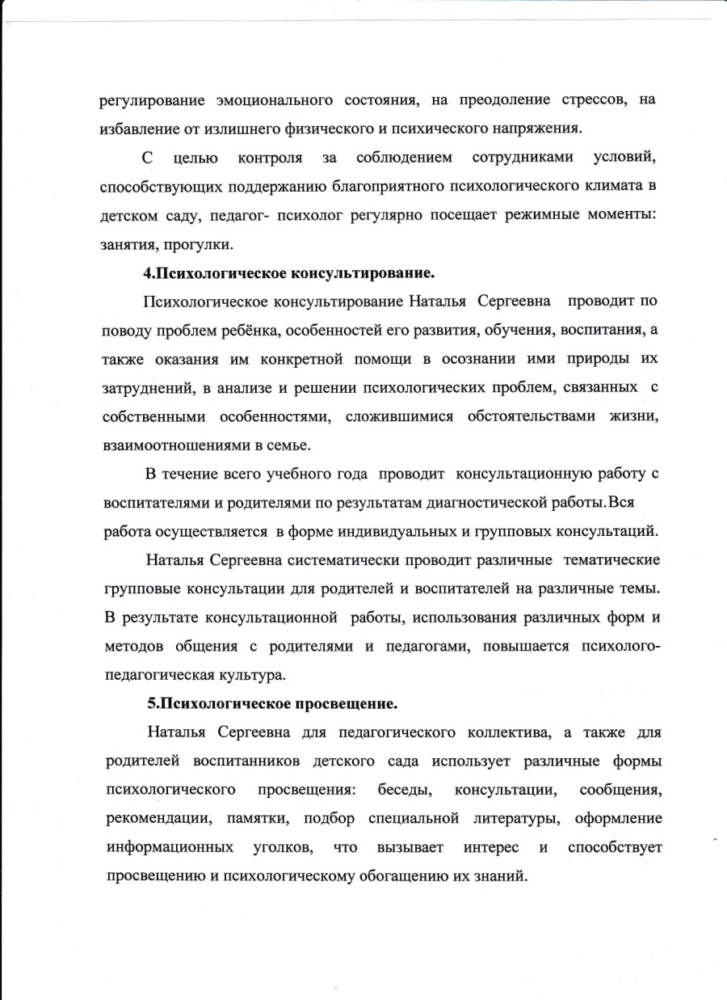 регулирование эмоционального состояния, на преодоление стрессов, на
избавление от излишнего физического и психического напряжения.
С целью контроля за соблюдением сотрудниками условий,
способствующих поддержанию благоприятного психологического климата в
детском саду, педагог- психолог регулярно посещает режимные моменты:
занятия, прогулки.
4.Психологическое консультирование.
Психологическое консультирование Наталья Сергеевна проводит по
поводу проблем ребёнка, особенностей его развития, обучения, воспитания, а
также оказания им конкретной помощи в осознании ими природы их
затруднений, в анализе и решении психологических проблем, связанных с
собственными особенностями, сложившимися обстоятельствами жизни,
взаимоотношениями в семье.
В течение всего учебного года проводит консультационную работу с
воспитателями и родителями по результатам диагностической работы.Вся
работа осуществляется в форме индивидуальных и групповых консультаций.
Наталья Сергеевна систематически проводит различные тематические
групповые консультации для родителей и воспитателей на различные темы.
В результате консультационной работы, использования различных форм и
методов общения с родителями и педагогами, повышается психолого-
педагогическая культура.
5.Психологическое просвещение.
Наталья Сергеевна для педагогического коллектива, а также для
родителей воспитанников детского сада использует различные формы
психологического просвещения: беседы, консультации, сообщения,
рекомендации, памятки, подбор специальной литературы, оформление
информационных уголков, что вызывает интерес и способствует
просвещению и психологическому обогащению их знаний.